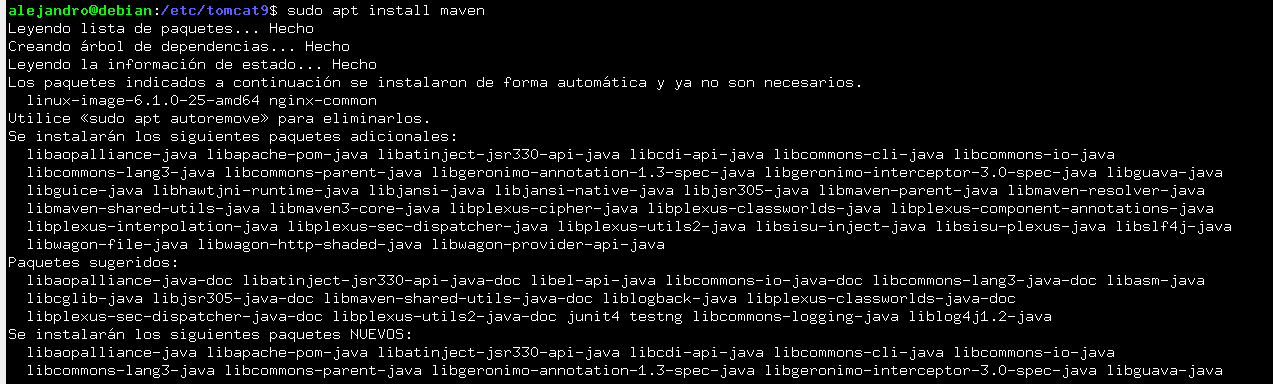 alejandro@debian:/etc/tomcat9$ sudo apt install maven
Leyendo lista de paquetes... Hecho
Creando árbol de dependencias... Hecho
Leyendo la información de estado... Hecho
Los paquetes indicados a continuación se instalaron de forma automática y ya no son necesarios.
linux-image-6.1.0-25-amd64 nginx-common
Utilice «sudo apt autoremove» para eliminarlos.
Se instalarán los siguientes paquetes adicionales:
libaopalliance-java libapache-pom-java libatinject-jsr330-api-java libcdi-api-java libcommons-cli-java libcommons-io-java
libcommons-lang3-java libcommons-parent-java libgeronimo-annotation-1.3-spec-java libgeronimo-interceptor-3.0-spec-java libguava-java
libguice-java libhawtjni-runtime-java libjansi-java libjansi-native-java libjsr305-java libmaven-parent-java libmaven-resolver-java
libmaven-shared-utils-java libmaven3-core-java libplexus-cipher-java libplexus-classworlds-java libplexus-component-annotations-java
libplexus-interpolation-java libplexus-sec-dispatcher-java libplexus-utils2-java libsisu-inject-java libsisu-plexus-java libslf4j-java
libwagon-file-java libwagon-http-shaded-java libwagon-provider-api-java
Paquetes sugeridos:
libaopalliance-java-doc libatinject-jsr330-api-java-doc libel-api-java libcommons-io-java-doc libcommons-lang3-java-doc libasm-java
libcglib-java libjsr305-java-doc libmaven-shared-utils-java-doc liblogback-java libplexus-classworlds-java-doc
libplexus-sec-dispatcher-java-doc libplexus-utils2-java-doc junit4 testng libcommons-logging-java liblog4j1.2-java
Se instalarán los siguientes paquetes NUEVOS:
libaopalliance-java libapache-pom-java libatinject-jsr330-api-java libcdi-api-java libcommons-cli-java libcommons-io-java
libcommons-lang3-java libcommons-parent-java libgeronimo-annotation-1.3-spec-java libgeronimo-interceptor-3.0-spec-java libguava-java